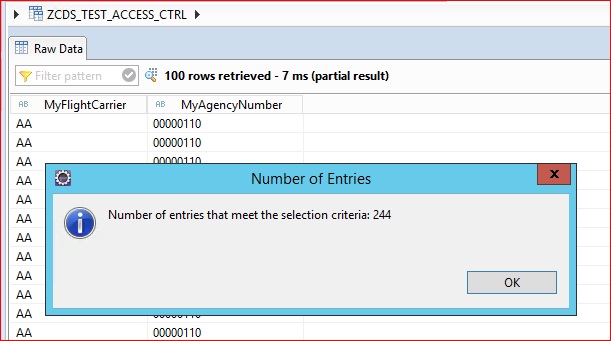 ZCDS_TEST_ACCESS_CTRL
Raw Data
Filter pattern
100 rows retrieved - 7 ms (partial result)
AB MyFlightCarrier AB MyAgencyNumber
AA 00000110
AA 00000110
AA 00000110
AA
Number of Entries
X
AA
Number of entries that meet the selection criteria: 244
AA
AA
AA
OK
AA
AA
AA 00000110
AA 00000110